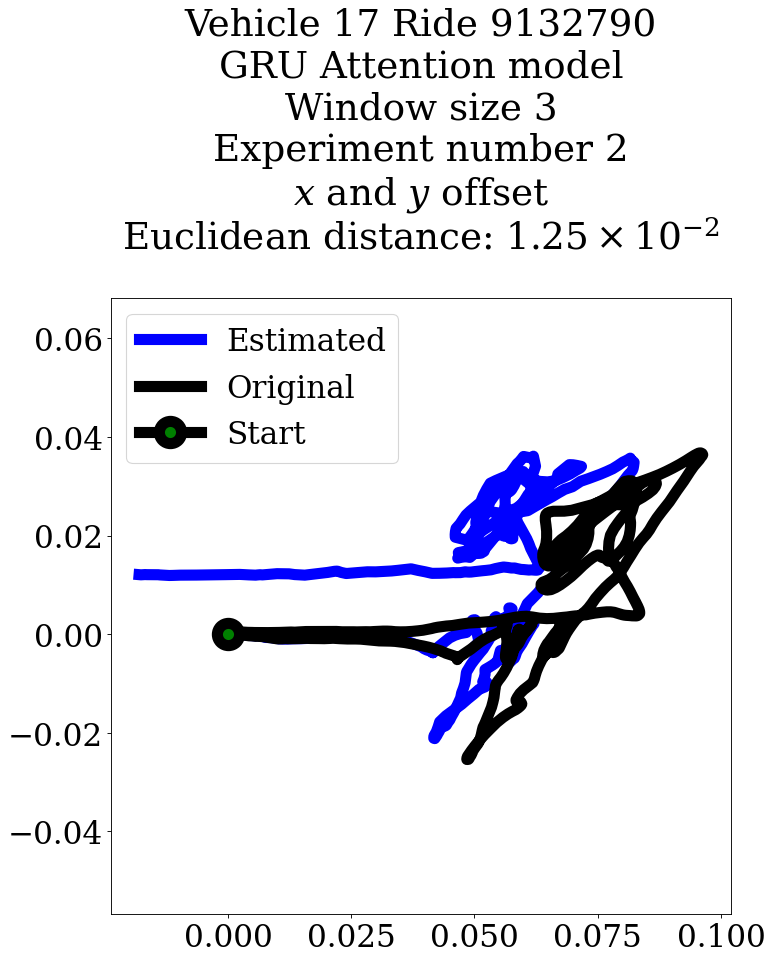 Vehicle 17 Ride 9132790
GRU Attention model
Window size 3
Experiment number 2
x and y offset
Euclidean distance: 1.25 × 10⁻²
Estimated
Original
Start
0.06
0.04
0.02
0.00
−0.02
−0.04
0.000 0.025 0.050 0.075 0.100